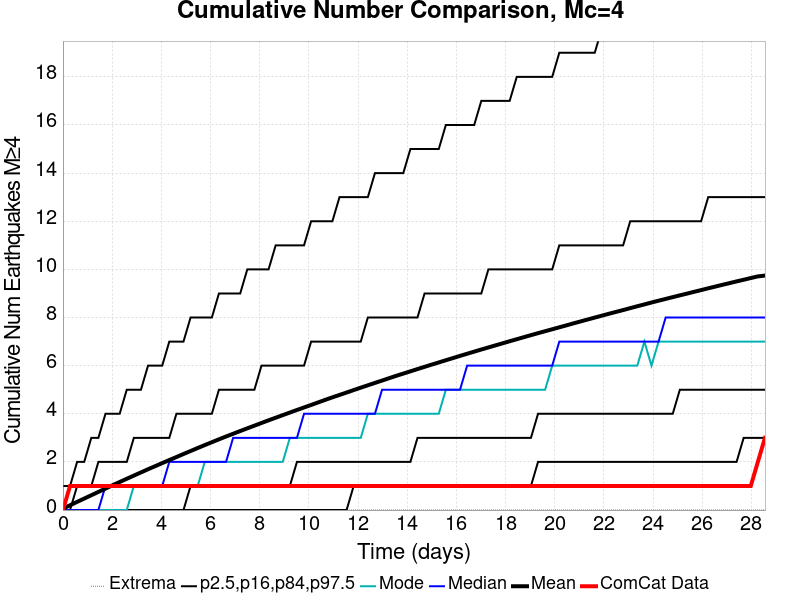 Cumulative Number Comparison, Mc=4
Cumulative Num Earthquakes M≥4
18
16
14
12
10
8
6
4
2
0
0 2 4 6 8 10 12 14 16 18 20 22 24 26 28
Time (days)
Extrema p2.5,p16,p84,p97.5 Mode Median Mean ComCat Data